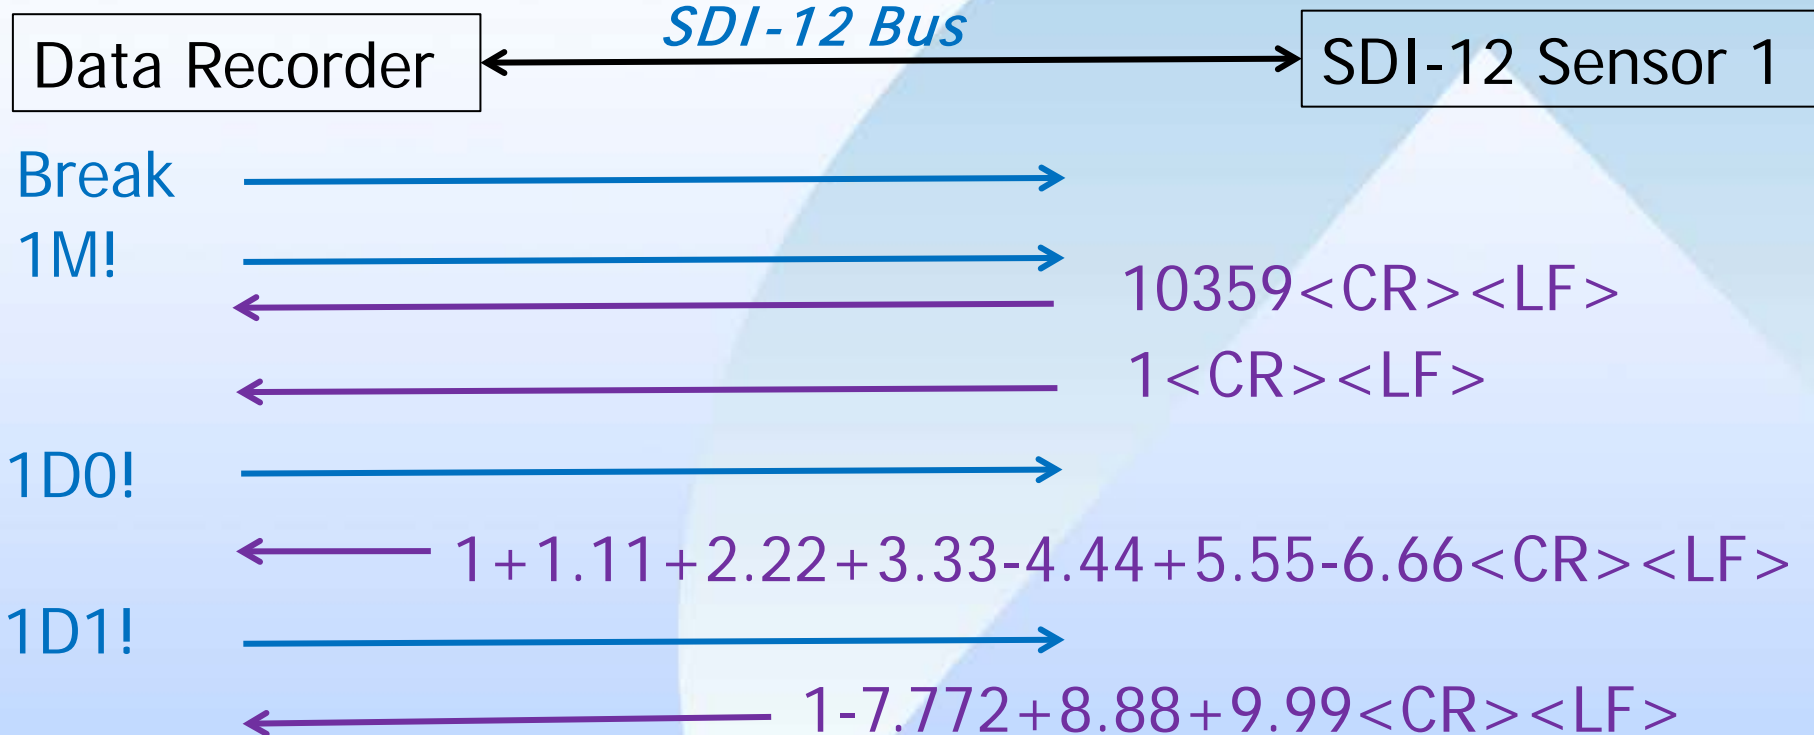 SDI-12 Bus
Data Recorder
SDI-12 Sensor 1
Break
1M!
10359<CR><LF>
1<CR><LF>
1D0!
1+1.11+2.22+3.33-4.44+5.55-6.66<CR><LF>
1D1!
1-7.772+8.88+9.99<CR><LF>